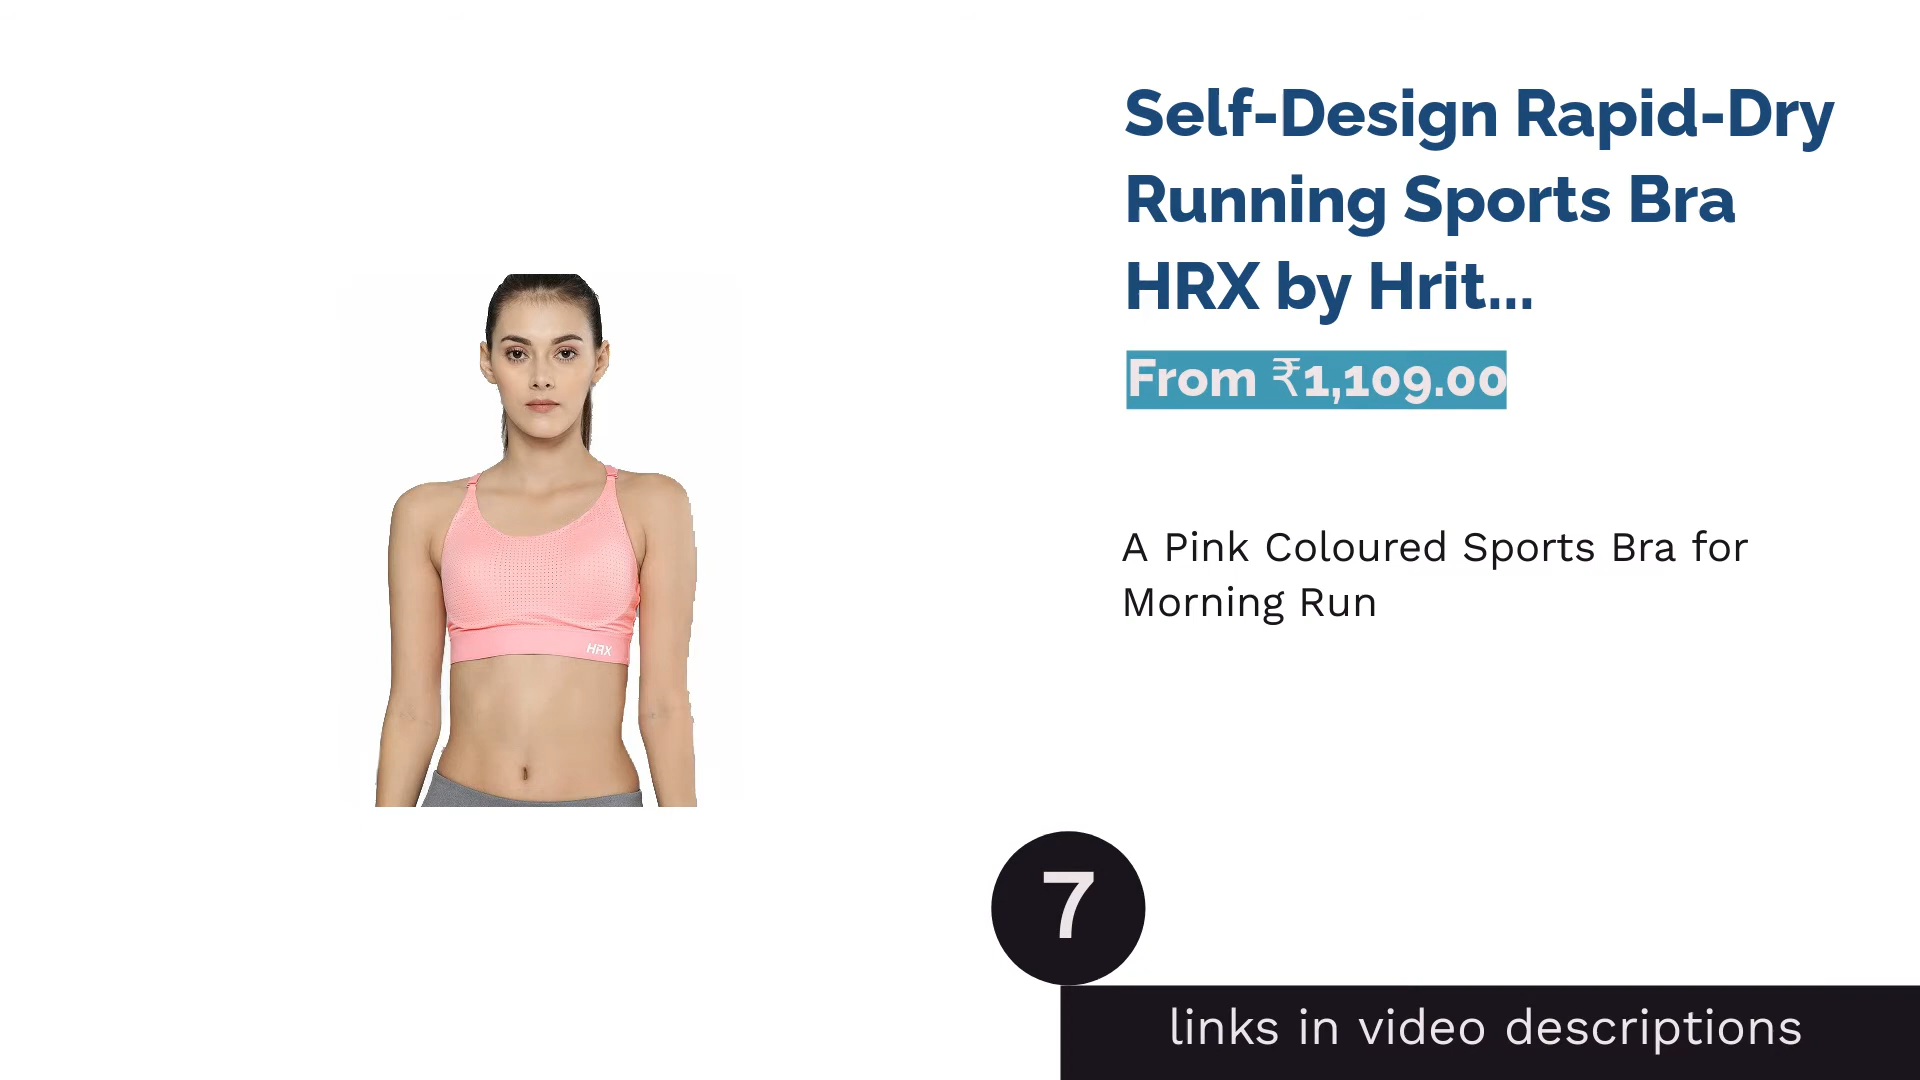 Self-Design Rapid-Dry
Running Sports Bra
HRX by Hrit...
From ₹1,109.00
A Pink Coloured Sports Bra for
Morning Run
HRX
7
links in video descriptions